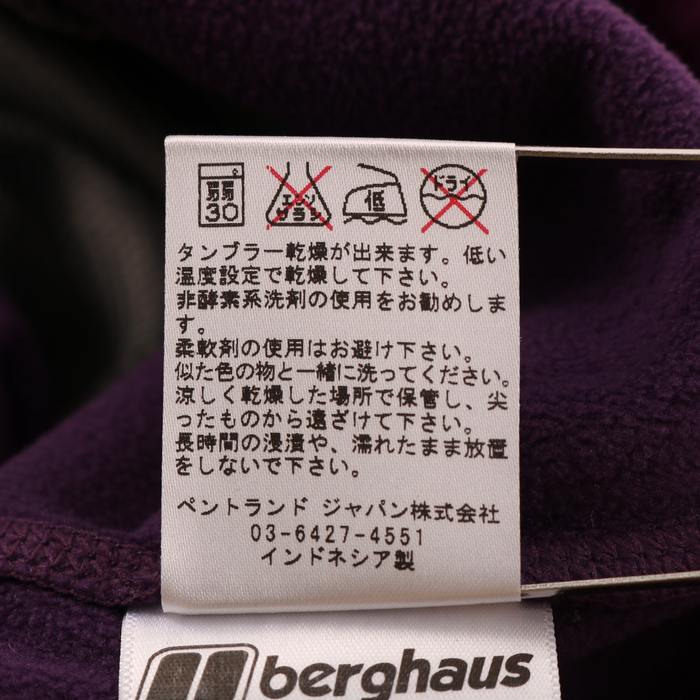 弱
30
エンソ
サラシ
低
ドライ
タンブラー乾燥が出来ます。低い
温度設定で乾燥して下さい。
非酵素系洗剤の使用をお勧めしま
す。
柔軟剤の使用はお避け下さい。
似た色の物と一緒に洗ってください。
涼しく乾燥した場所で保管し、尖
ったものから遠ざけて下さい。
長時間の浸漬や、濡れたまま放置
をしないで下さい。
ペントランド ジャパン株式会社
03-6427-4551
インドネシア製
berghaus